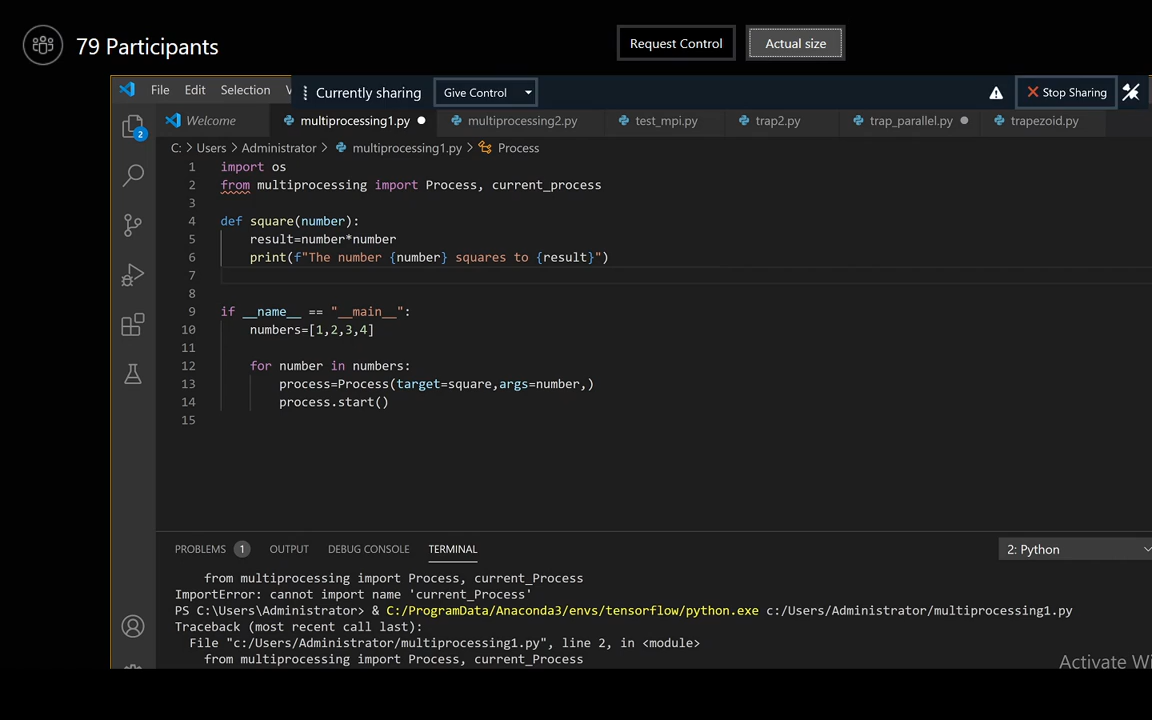 79 Participants
Request Control
Actual size
File Edit Selection V
Currently sharing
Give Control
Stop Sharing
Welcome
multiprocessing1.py
multiprocessing2.py
test_mpi.py
trap2.py
trap_parallel.py
trapezoid.py
2
C: > Users > Administrator > multiprocessing1.py > Process
1 import os
2 from multiprocessing import Process, current_process
3
4 def square(number):
5     result=number*number
6     print(f"The number {number} squares to {result}")
7
8
9 if __name__ == "__main__":
10     numbers=[1,2,3,4]
11
12     for number in numbers:
13         process=Process(target=square,args=number,)
14         process.start()
15
PROBLEMS 1 OUTPUT DEBUG CONSOLE TERMINAL
2: Python
from multiprocessing import Process, current_Process
ImportError: cannot import name 'current_Process'
PS C:\Users\Administrator> & C:/ProgramData/Anaconda3/envs/tensorflow/python.exe c:/Users/Administrator/multiprocessing1.py
Traceback (most recent call last):
File "c:/Users/Administrator/multiprocessing1.py", line 2, in <module>
from multiprocessing import Process, current_Process
Activate Wi